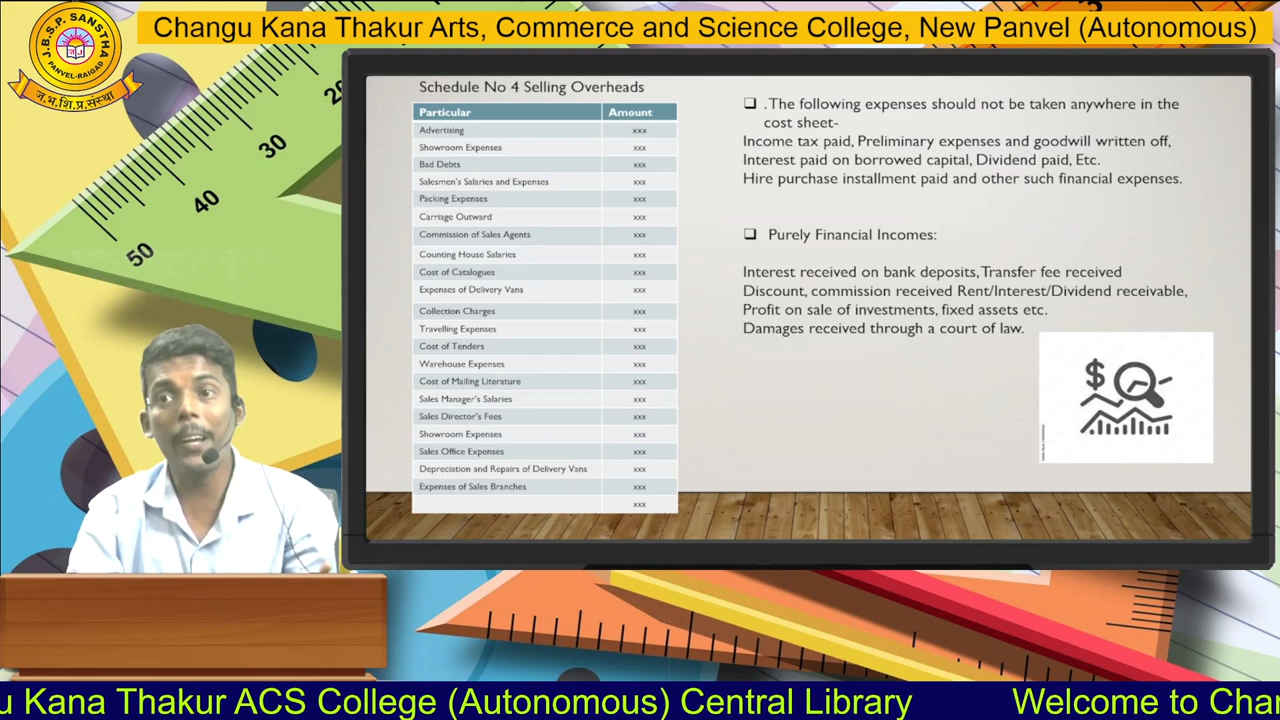 Changu Kana Thakur Arts, Commerce and Science College, New Panvel (Autonomous)
J.B.S.P. SANSTHA
PANVEL-RAIGAD
ज.भ.शि.प्र.संस्था
20
30
40
50
Schedule No 4 Selling Overheads
Particular Amount
Advertising xxx
Showroom Expenses xxx
Bad Debts xxx
Salesmen's Salaries and Expenses xxx
Packing Expenses xxx
Carriage Outward xxx
Commission of Sales Agents xxx
Counting House Salaries xxx
Cost of Catalogues xxx
Expenses of Delivery Vans xxx
Collection Charges xxx
Travelling Expenses xxx
Cost of Tenders xxx
Warehouse Expenses xxx
Cost of Mailing Literature xxx
Sales Manager's Salaries xxx
Sales Director's Fees xxx
Showroom Expenses xxx
Sales Office Expenses xxx
Depreciation and Repairs of Delivery Vans xxx
Expenses of Sales Branches xxx
xxx
❑ .The following expenses should not be taken anywhere in the
cost sheet-
Income tax paid, Preliminary expenses and goodwill written off,
Interest paid on borrowed capital, Dividend paid, Etc.
Hire purchase installment paid and other such financial expenses.
❑ Purely Financial Incomes:
Interest received on bank deposits, Transfer fee received
Discount, commission received Rent/Interest/Dividend receivable,
Profit on sale of investments, fixed assets etc.
Damages received through a court of law.
$
u Kana Thakur ACS College (Autonomous) Central Library Welcome to Chan